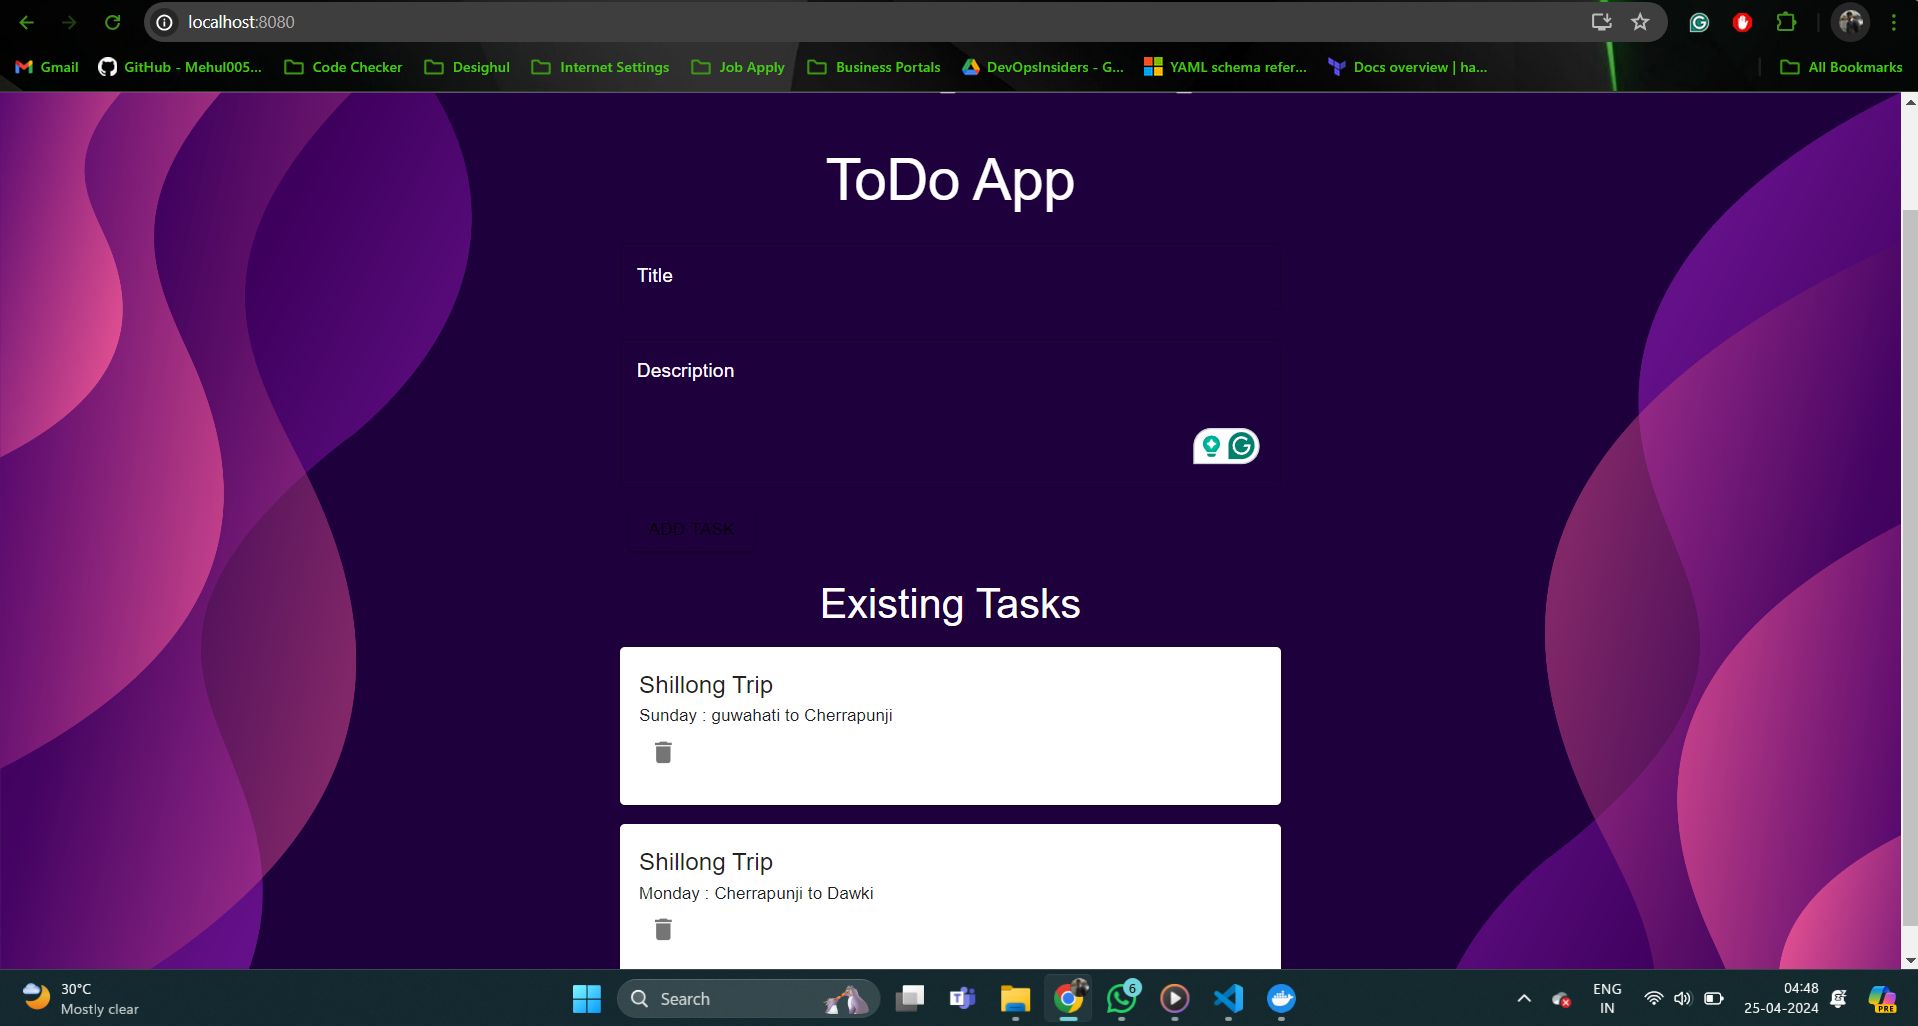 localhost:8080
Gmail
GitHub - Mehul005...
Code Checker
Desighul
Internet Settings
Job Apply
Business Portals
DevOpsInsiders - G...
YAML schema refer...
Docs overview | ha...
All Bookmarks
ToDo App
Title
Description
ADD TASK
Existing Tasks
Shillong Trip
Sunday : guwahati to Cherrapunji
Shillong Trip
Monday : Cherrapunji to Dawki
30°C
Mostly clear
Search
6
ENG
IN
04:48
25-04-2024
PRE